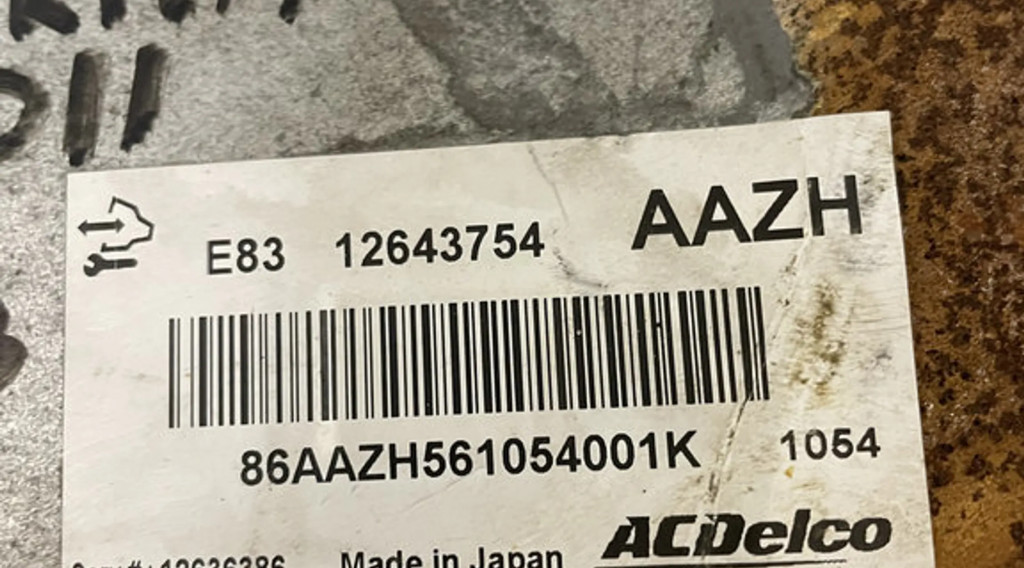 E83 12643754 AAZH
86AAZH561054001K 1054
ACDelco
Made in Japan